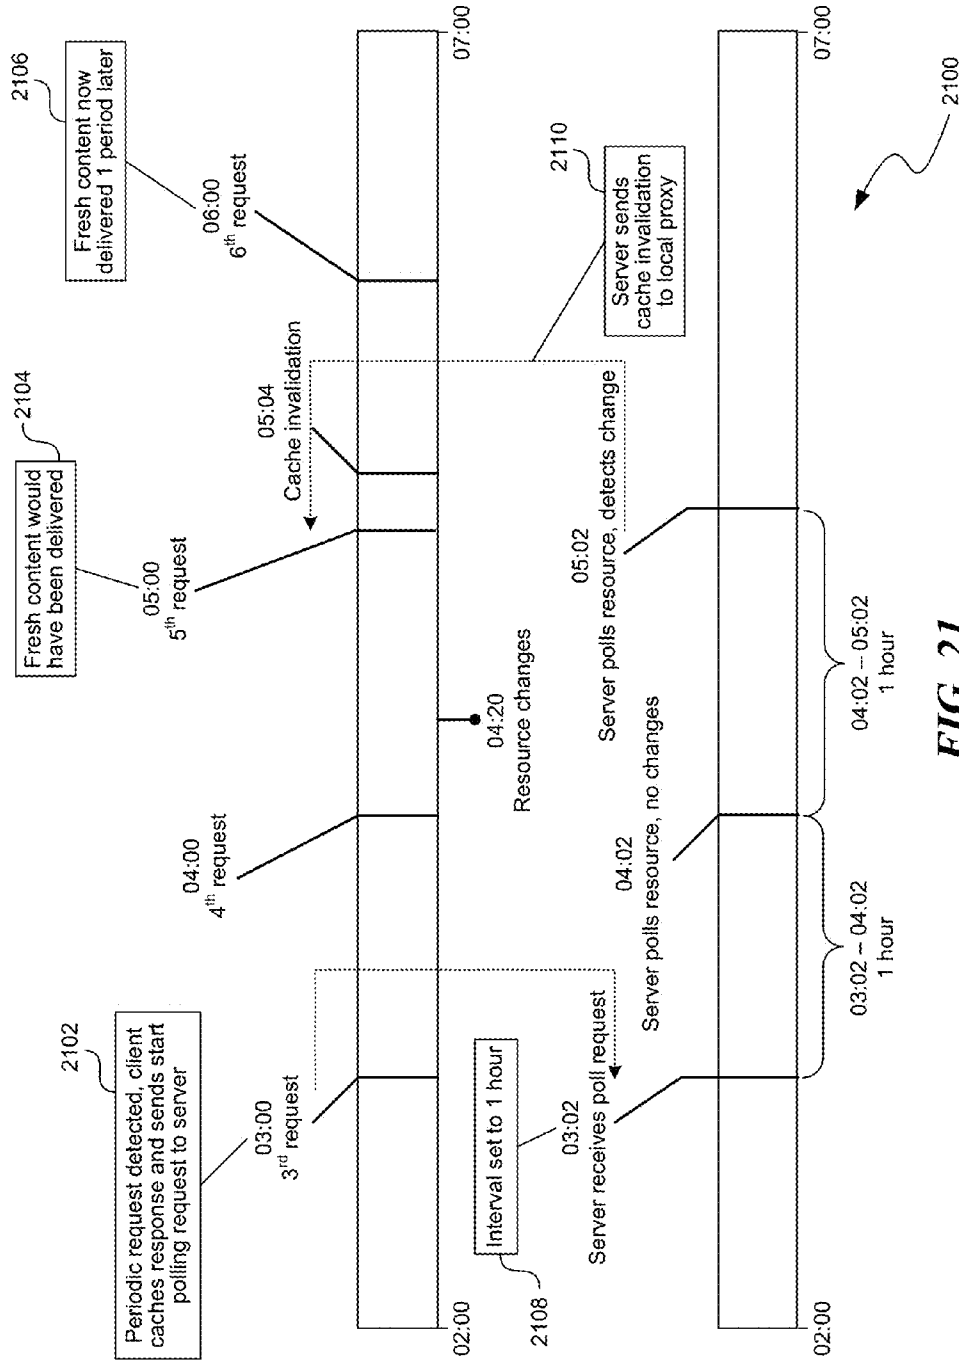 2102
Periodic request detected, client
caches response and sends start
polling request to server
03:00
3rd request
04:00
4th request
2104
Fresh content would
have been delivered
05:00
5th request
05:04
Cache invalidation
2106
Fresh content now
delivered 1 period later
06:00
6th request
02:00
07:00
04:20
Resource changes
2108
Interval set to 1 hour
03:02
Server receives poll request
04:02
Server polls resource, no changes
05:02
Server polls resource, detects change
2110
Server sends
cache invalidation
to local proxy
02:00
07:00
03:02 – 04:02
1 hour
04:02 – 05:02
1 hour
2100
FIG. 21